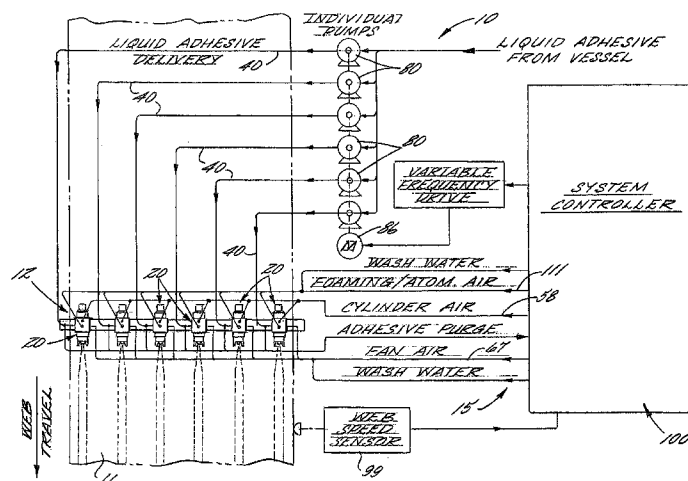 INDIVIDUAL
PUMPS
10
LIQUID ADHESIVE
DELIVERY
40
LIQUID ADHESIVE
FROM VESSEL
80
40
40
80
40
VARIABLE
FREQUENCY
DRIVE
SYSTEM
CONTROLLER
40
M
86
12
20
20
WASH WATER
FOAMING/ATOM. AIR
111
CYLINDER AIR
58
ADHESIVE PURGE
20
FAN AIR
67
WASH WATER
15
WEB
TRAVEL
WEB
SPEED
SENSOR
99
100
11